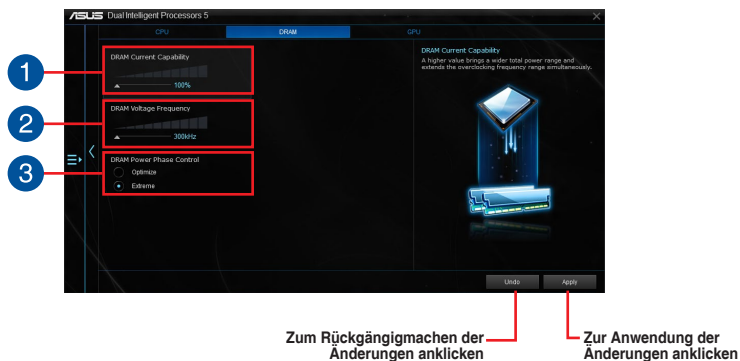 ASUS Dual Intelligent Processors 5
CPU
DRAM
GPU
1
DRAM Current Capability
100%
2
DRAM Voltage Frequency
300kHz
3
DRAM Power Phase Control
Optimize
Extreme
DRAM Current Capability
A higher value brings a wider total power range and
extends the overclocking frequency range simultaneously.
Undo
Apply
Zum Rückgängigmachen der
Änderungen anklicken
Zur Anwendung der
Änderungen anklicken